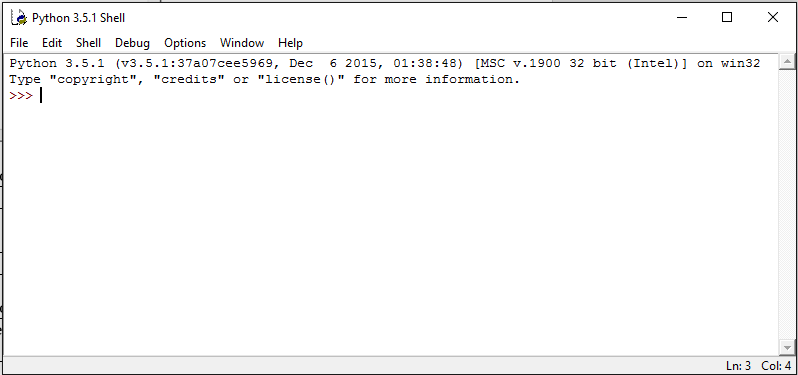 Python 3.5.1 Shell
File Edit Shell Debug Options Window Help
Python 3.5.1 (v3.5.1:37a07cee5969, Dec  6 2015, 01:38:48) [MSC v.1900 32 bit (Intel)] on win32
Type "copyright", "credits" or "license()" for more information.
>>>
Ln: 3 Col: 4